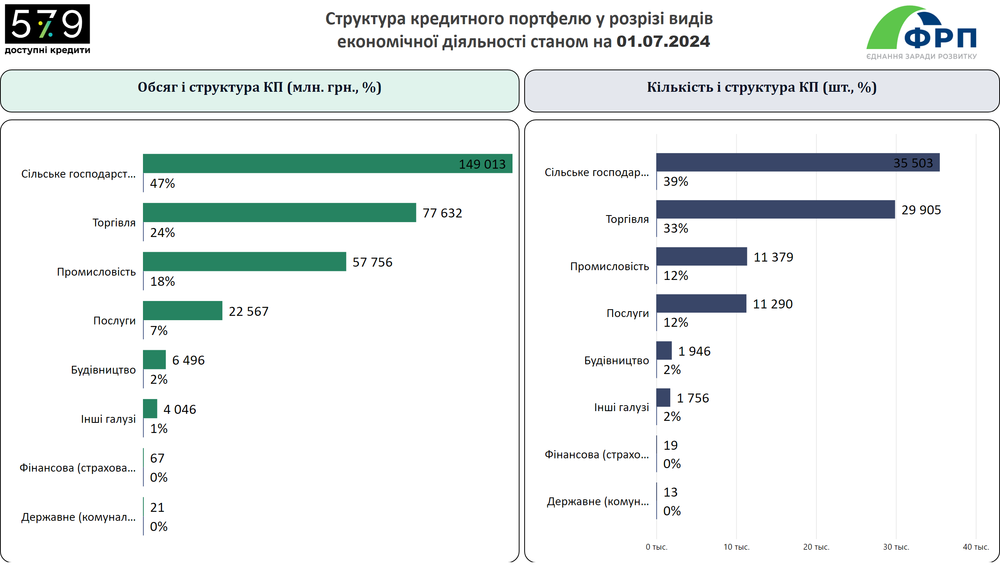 5%9
доступні кредити
Структура кредитного портфелю у розрізі видів
економічної діяльності станом на 01.07.2024
ФРП
ЄДНАННЯ ЗАРАДИ РОЗВИТКУ
Обсяг і структура КП (млн. грн., %)
Сільське господарст...
149 013
47%
Торгівля
77 632
24%
Промисловість
57 756
18%
Послуги
22 567
7%
Будівництво
6 496
2%
Інші галузі
4 046
1%
Фінансова (страхова...
67
0%
Державне (комунал...
21
0%
Кількість і структура КП (шт., %)
Сільське господар...
35 503
39%
Торгівля
29 905
33%
Промисловість
11 379
12%
Послуги
11 290
12%
Будівництво
1 946
2%
Інші галузі
1 756
2%
Фінансова (страхо...
19
0%
Державне (комун...
13
0%
0 тыс. 10 тыс. 20 тыс. 30 тыс. 40 тыс.